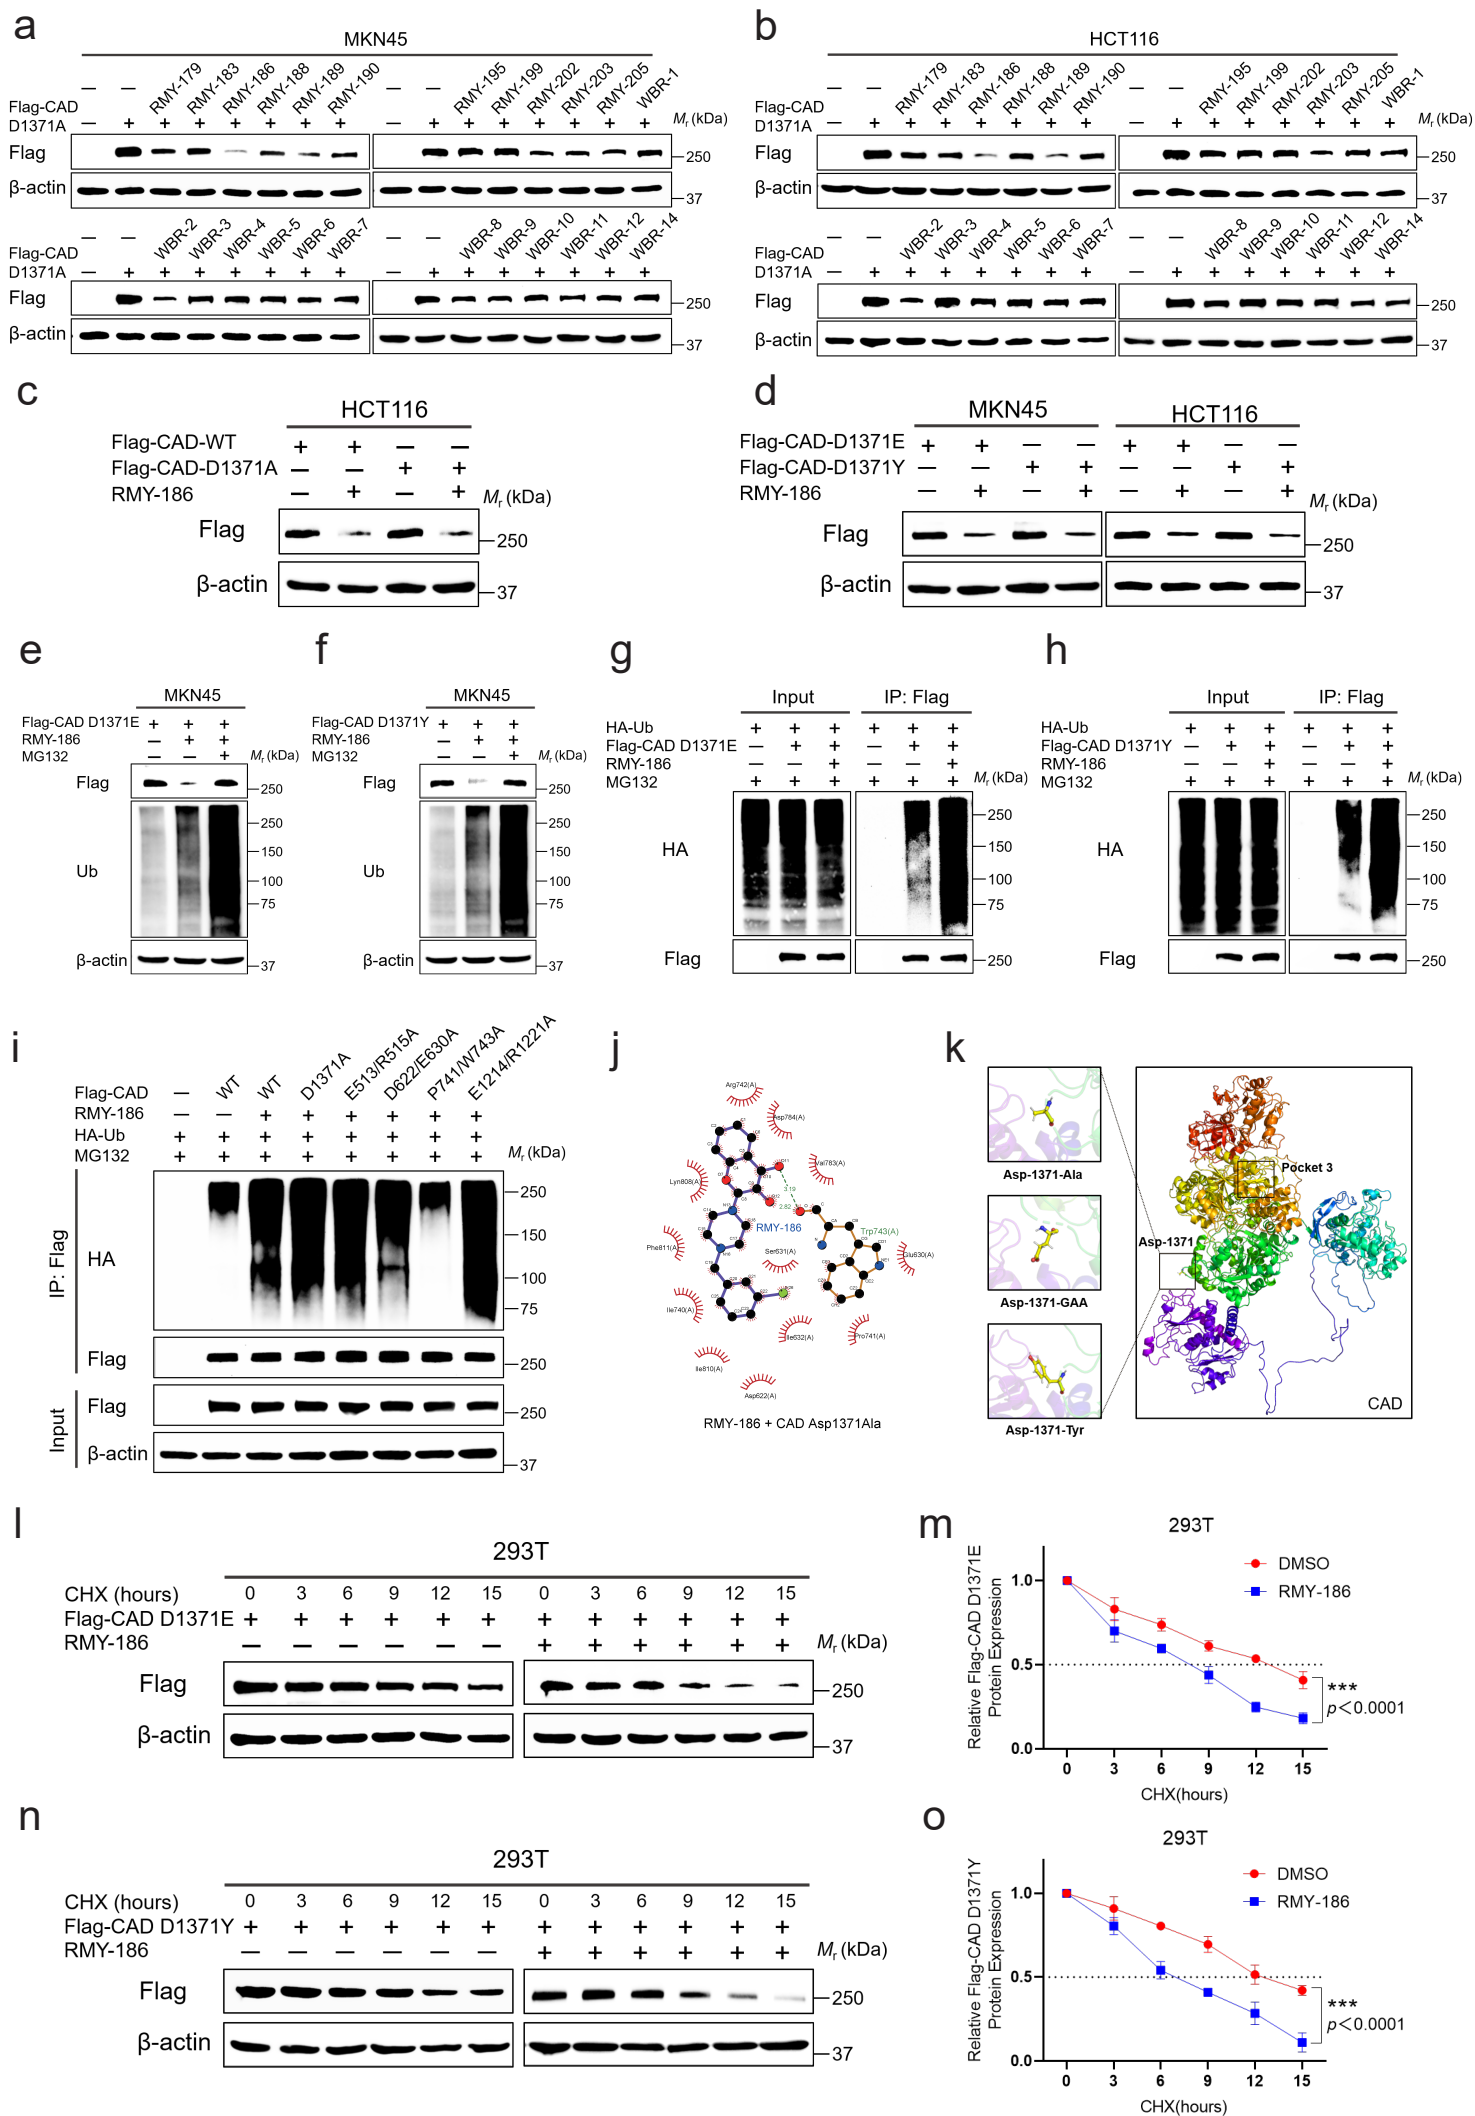 a
MKN45
— — RMY-179 RMY-183 RMY-186 RMY-188 RMY-189 RMY-190 — — RMY-195 RMY-199 RMY-202 RMY-203 RMY-205 WBR-1
Flag-CAD
D1371A — + + + + + + + — + + + + + + + Mr (kDa)
Flag 250
β-actin 37
— — WBR-2 WBR-3 WBR-4 WBR-5 WBR-6 WBR-7 — — WBR-8 WBR-9 WBR-10 WBR-11 WBR-12 WBR-14
Flag-CAD
D1371A — + + + + + + + — + + + + + + +
Flag 250
β-actin 37
b
HCT116
— — RMY-179 RMY-183 RMY-186 RMY-188 RMY-189 RMY-190 — — RMY-195 RMY-199 RMY-202 RMY-203 RMY-205 WBR-1
Flag-CAD
D1371A — + + + + + + + — + + + + + + + Mr (kDa)
Flag 250
β-actin 37
— — WBR-2 WBR-3 WBR-4 WBR-5 WBR-6 WBR-7 — — WBR-8 WBR-9 WBR-10 WBR-11 WBR-12 WBR-14
Flag-CAD
D1371A — + + + + + + + — + + + + + + +
Flag 250
β-actin 37
c
HCT116
Flag-CAD-WT + + — —
Flag-CAD-D1371A — — + +
RMY-186 — + — + Mr (kDa)
Flag 250
β-actin 37
d
MKN45 HCT116
Flag-CAD-D1371E + + — — + + — —
Flag-CAD-D1371Y — — + + — — + +
RMY-186 — + — + — + — + Mr (kDa)
Flag 250
β-actin 37
e
MKN45
Flag-CAD D1371E + + +
RMY-186 — + +
MG132 — — + Mr (kDa)
Flag 250
250
150
Ub 100
75
β-actin 37
f
MKN45
Flag-CAD D1371Y + + +
RMY-186 — + +
MG132 — — + Mr (kDa)
Flag 250
250
150
Ub 100
75
β-actin 37
g
Input IP: Flag
HA-Ub + + + + + +
Flag-CAD D1371E — + + — + +
RMY-186 — — + — — +
MG132 + + + + + + Mr (kDa)
250
HA 150
100
75
Flag 250
h
Input IP: Flag
HA-Ub + + + + + +
Flag-CAD D1371Y — + + — + +
RMY-186 — — + — — +
MG132 + + + + + + Mr (kDa)
250
HA 150
100
75
Flag 250
i
Flag-CAD — WT WT D1371A E513/R515A D622/E630A P741/W743A E1214/R1221A
RMY-186 — — + + + + + +
HA-Ub + + + + + + + +
MG132 + + + + + + + + Mr (kDa)
IP: Flag
250
HA 150
100
75
Flag 250
Input
Flag 250
β-actin 37
j
Arg742(A)
Asp784(A)
Val783(A)
Lyn808(A)
3.19
2.82
RMY-186
Trp743(A)
Phe811(A)
Ser631(A)
Glu630(A)
Ile740(A)
Ile632(A)
Pro741(A)
Ile810(A)
Asp622(A)
RMY-186 + CAD Asp1371Ala
k
Asp-1371-Ala
Asp-1371-GAA
Asp-1371-Tyr
Pocket 3
Asp-1371
CAD
l
293T
CHX (hours) 0 3 6 9 12 15 0 3 6 9 12 15
Flag-CAD D1371E + + + + + + + + + + + +
RMY-186 — — — — — — + + + + + + Mr (kDa)
Flag 250
β-actin 37
m
293T
Relative Flag-CAD D1371E
Protein Expression
DMSO
RMY-186
1.0
0.5
0.0
***
p<0.0001
0 3 6 9 12 15
CHX(hours)
n
293T
CHX (hours) 0 3 6 9 12 15 0 3 6 9 12 15
Flag-CAD D1371Y + + + + + + + + + + + +
RMY-186 — — — — — — + + + + + + Mr (kDa)
Flag 250
β-actin 37
o
293T
Relative Flag-CAD D1371Y
Protein Expression
DMSO
RMY-186
1.0
0.5
0.0
***
p<0.0001
0 3 6 9 12 15
CHX(hours)